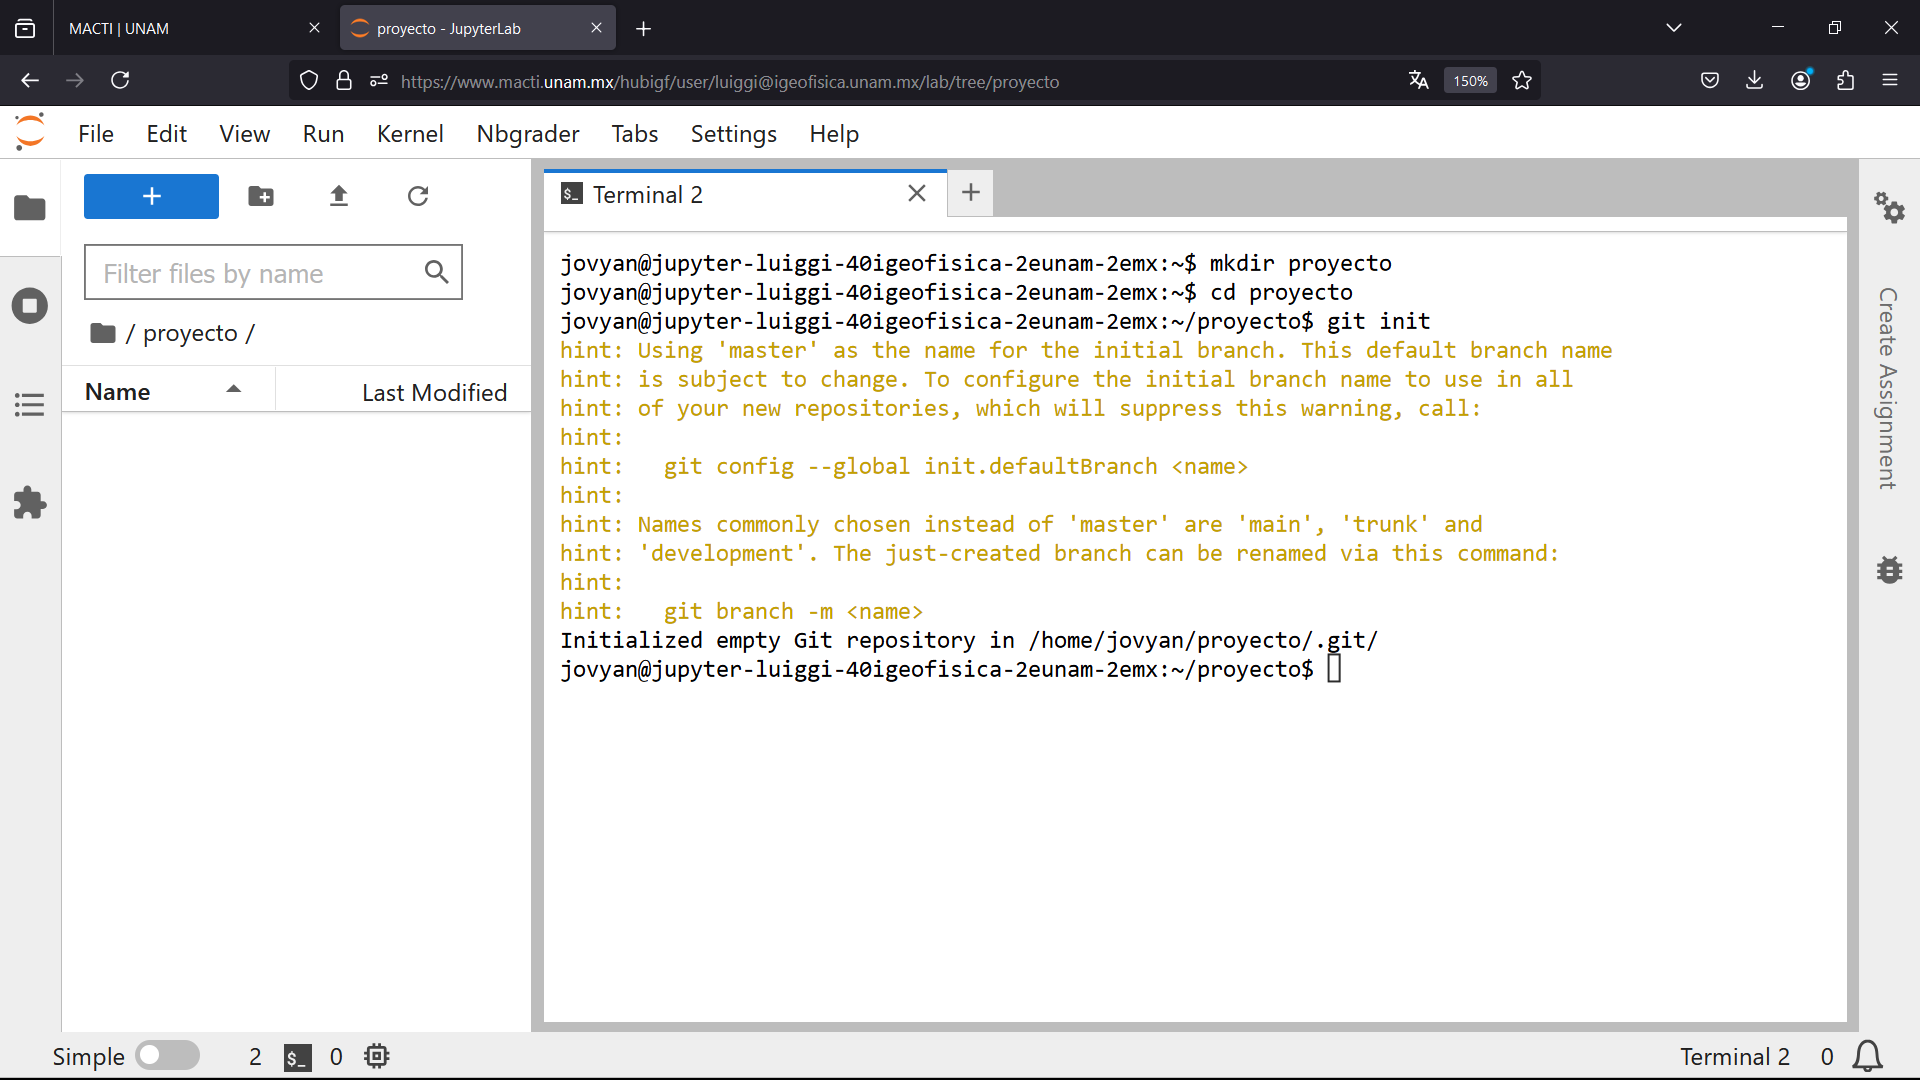 MACTI | UNAM
proyecto - JupyterLab
https://www.macti.unam.mx/hubigf/user/luiggi@igeofisica.unam.mx/lab/tree/proyecto
150%
File Edit View Run Kernel Nbgrader Tabs Settings Help
Filter files by name
/ proyecto /
Name Last Modified
$_ Terminal 2
jovyan@jupyter-luiggi-40igeofisica-2eunam-2emx:~$ mkdir proyecto
jovyan@jupyter-luiggi-40igeofisica-2eunam-2emx:~$ cd proyecto
jovyan@jupyter-luiggi-40igeofisica-2eunam-2emx:~/proyecto$ git init
hint: Using 'master' as the name for the initial branch. This default branch name
hint: is subject to change. To configure the initial branch name to use in all
hint: of your new repositories, which will suppress this warning, call:
hint:
hint:   git config --global init.defaultBranch <name>
hint:
hint: Names commonly chosen instead of 'master' are 'main', 'trunk' and
hint: 'development'. The just-created branch can be renamed via this command:
hint:
hint:   git branch -m <name>
Initialized empty Git repository in /home/jovyan/proyecto/.git/
jovyan@jupyter-luiggi-40igeofisica-2eunam-2emx:~/proyecto$
Create Assignment
Simple 2 $_ 0
Terminal 2 0